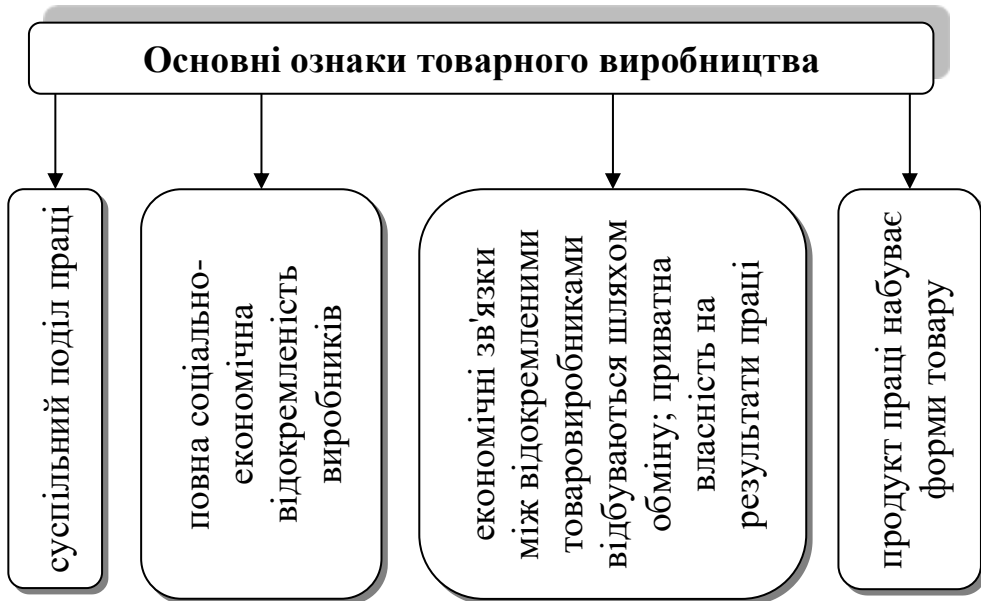 Основні ознаки товарного виробництва
суспільний поділ праці
повна соціально-
економічна
відокремленість
виробників
економічні зв'язки
між відокремленими
товаровиробниками
відбуваються шляхом
обміну; приватна
власність на
результати праці
продукт праці набуває
форми товару